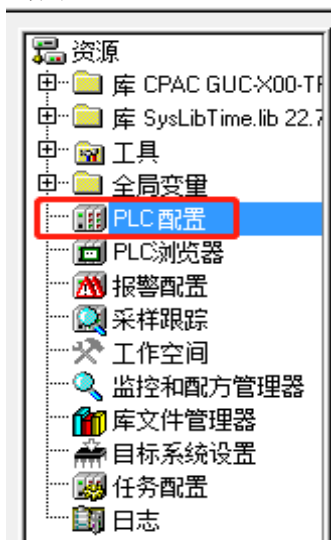 资源
库 CPAC GUC-X00-TF
库 SysLibTime.lib 22.7
工具
全局变量
PLC 配置
PLC浏览器
报警配置
采样跟踪
工作空间
监控和配方管理器
库文件管理器
目标系统设置
任务配置
日志